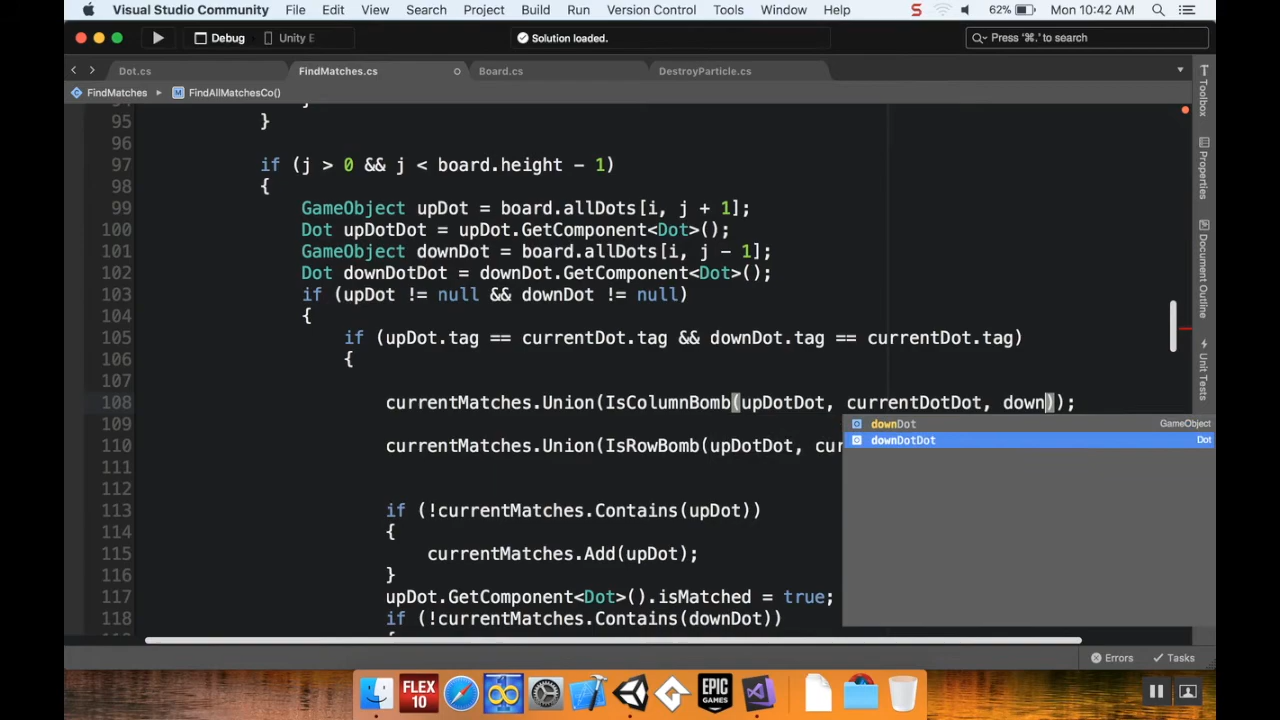 Visual Studio Community File Edit View Search Project Build Run Version Control Tools Window Help S 62% Mon 10:42 AM
Debug Unity E Solution loaded. Press '⌘.' to search
Dot.cs FindMatches.cs Board.cs DestroyParticle.cs
FindMatches ▸ M FindAllMatchesCo()
95 }
96
97 if (j > 0 && j < board.height - 1)
98 {
99 GameObject upDot = board.allDots[i, j + 1];
100 Dot upDotDot = upDot.GetComponent<Dot>();
101 GameObject downDot = board.allDots[i, j - 1];
102 Dot downDotDot = downDot.GetComponent<Dot>();
103 if (upDot != null && downDot != null)
104 {
105 if (upDot.tag == currentDot.tag && downDot.tag == currentDot.tag)
106 {
107
108 currentMatches.Union(IsColumnBomb(upDotDot, currentDotDot, down));
109
downDot GameObject
downDotDot Dot
110 currentMatches.Union(IsRowBomb(upDotDot, cur
111
112
113 if (!currentMatches.Contains(upDot))
114 {
115 currentMatches.Add(upDot);
116 }
117 upDot.GetComponent<Dot>().isMatched = true;
118 if (!currentMatches.Contains(downDot))
Toolbox
Properties
Document Outline
Unit Tests
Errors Tasks
FLEX 10
EPIC GAMES